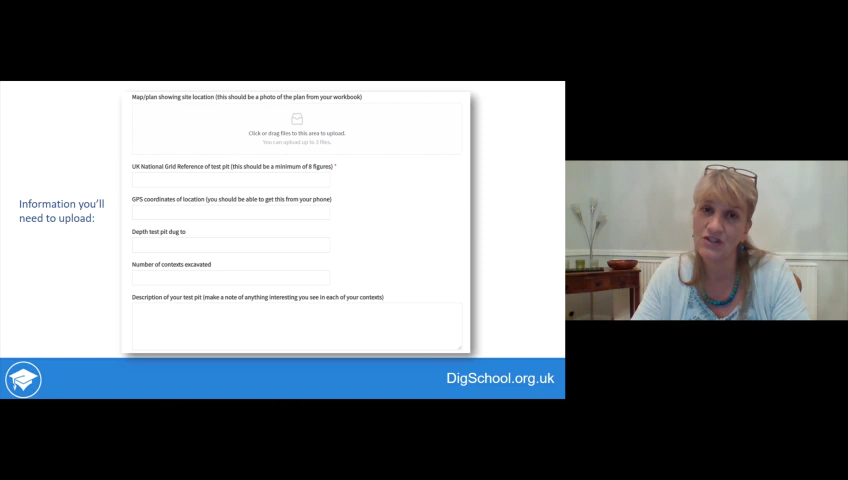 Map/plan showing site location (this should be a photo of the plan from your workbook)
Click or drag files to this area to upload.
You can upload up to 3 files.
UK National Grid Reference of test pit (this should be a minimum of 8 figures) *
GPS coordinates of location (you should be able to get this from your phone)
Information you'll
need to upload:
Depth test pit dug to
Number of contexts excavated
Description of your test pit (make a note of anything interesting you see in each of your contexts)
DigSchool.org.uk